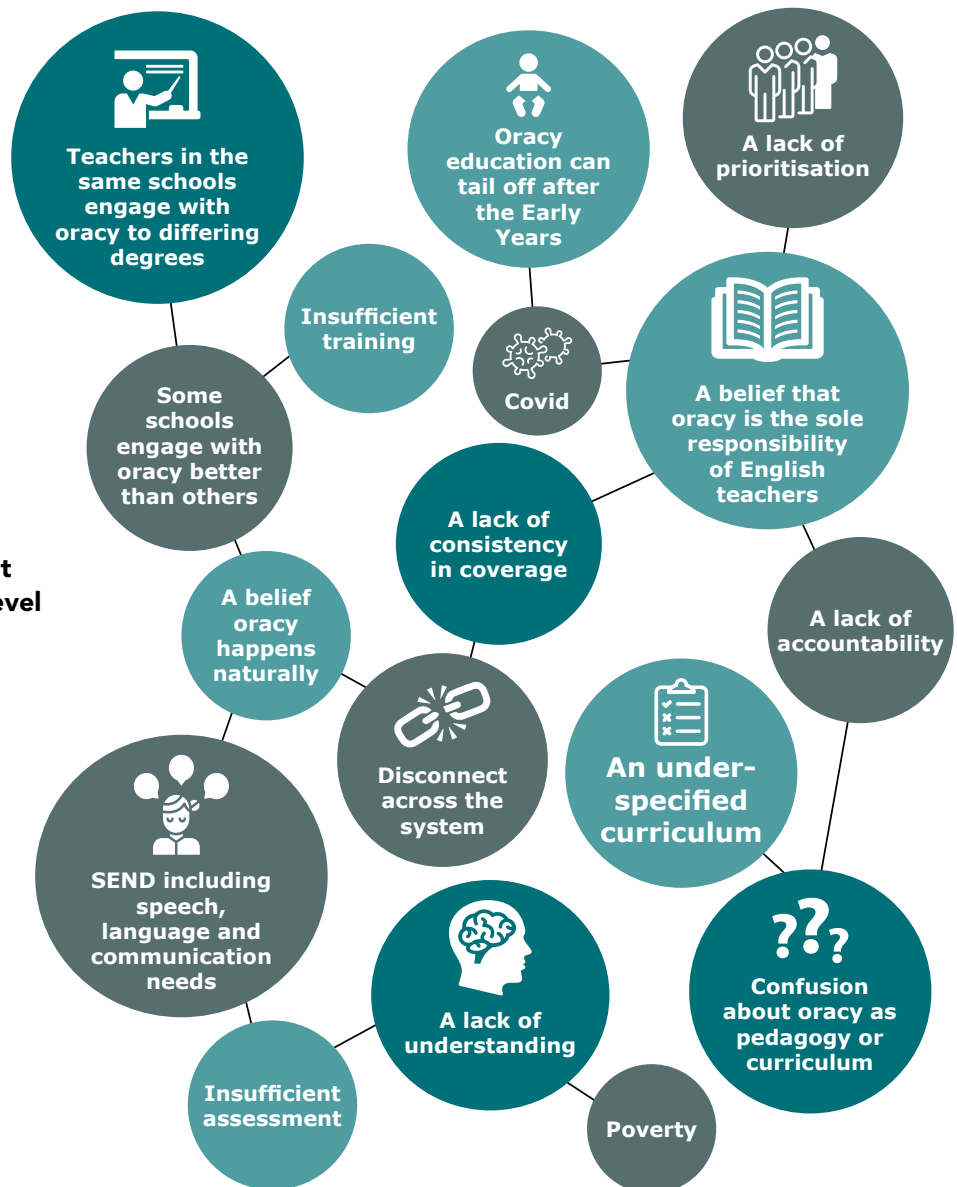 Teachers in the
same schools
engage with
oracy to differing
degrees
Oracy
education can
tail off after
the Early
Years
A lack of
prioritisation
Insufficient
training
Some
schools
engage with
oracy better
than others
Covid
A belief that
oracy is the sole
responsibility
of English
teachers
A lack of
consistency
in coverage
A belief
oracy
happens
naturally
A lack of
accountability
Disconnect
across the
system
An under-
specified
curriculum
SEND including
speech,
language and
communication
needs
A lack of
understanding
???
Confusion
about oracy as
pedagogy or
curriculum
Insufficient
assessment
Poverty